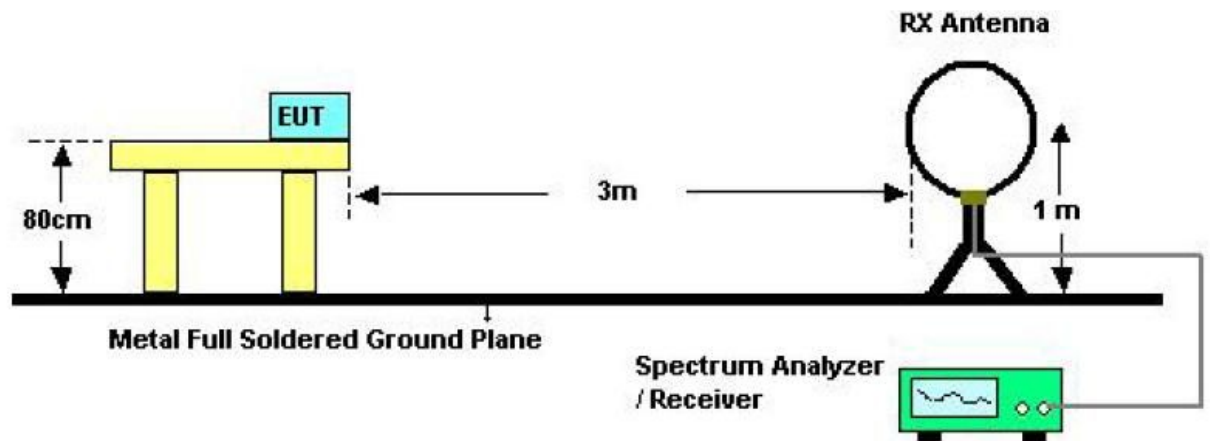 RX Antenna
EUT
80cm
3m
1 m
Metal Full Soldered Ground Plane
Spectrum Analyzer
/ Receiver